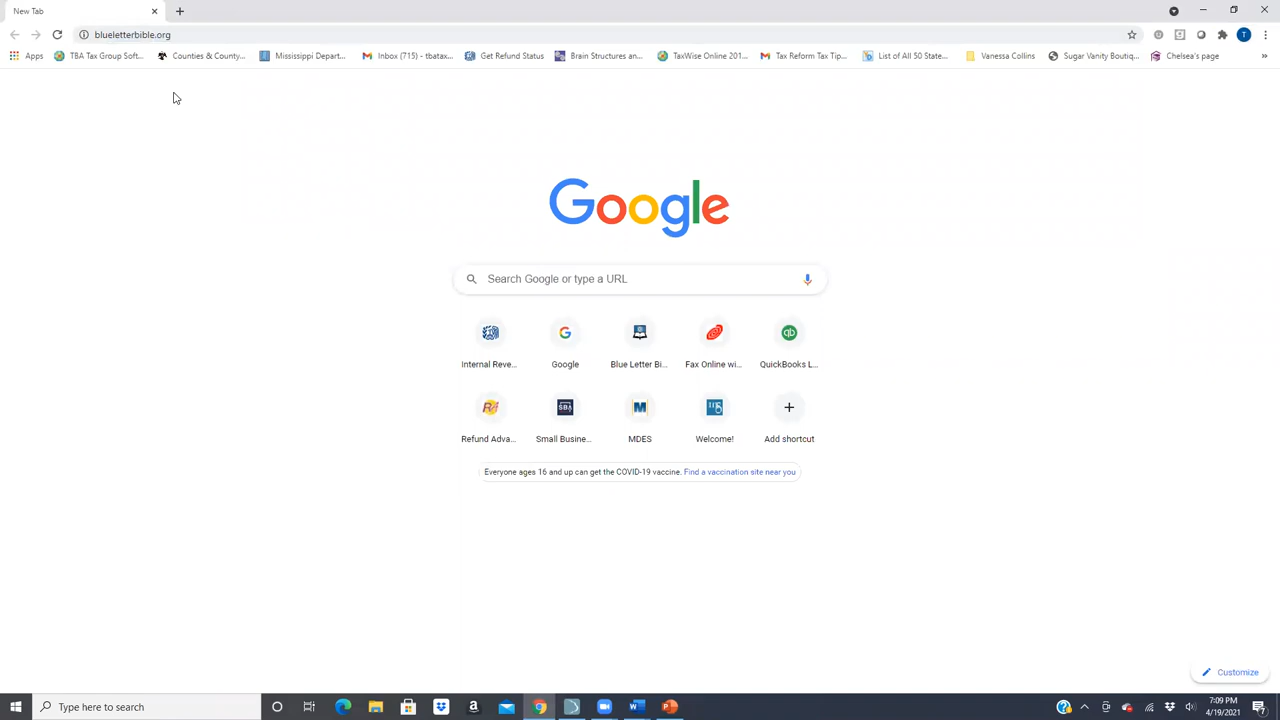 New Tab
blueletterbible.org
Apps TBA Tax Group Soft... Counties & County... Mississippi Depart... Inbox (715) - tbatax... Get Refund Status Brain Structures an... TaxWise Online 201... Tax Reform Tax Tip... List of All 50 State... Vanessa Collins Sugar Vanity Boutiq... Chelsea's page »
T
Google
Search Google or type a URL
qb
Internal Reve... Google Blue Letter Bi... Fax Online wi... QuickBooks L...
SBA M
Refund Adva... Small Busine... MDES Welcome! Add shortcut
Everyone ages 16 and up can get the COVID-19 vaccine. Find a vaccination site near you
Customize
Type here to search
7:09 PM
4/19/2021